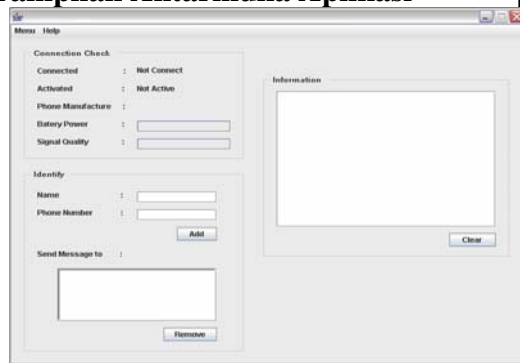 Tampilan Antarmuka Aplikasi
Menu Help
Connection Check
Connected : Not Connect
Activated : Not Active
Phone Manufacture :
Batery Power :
Signal Quality :
Identify
Name :
Phone Number :
Add
Send Message to :
Remove
Information
Clear